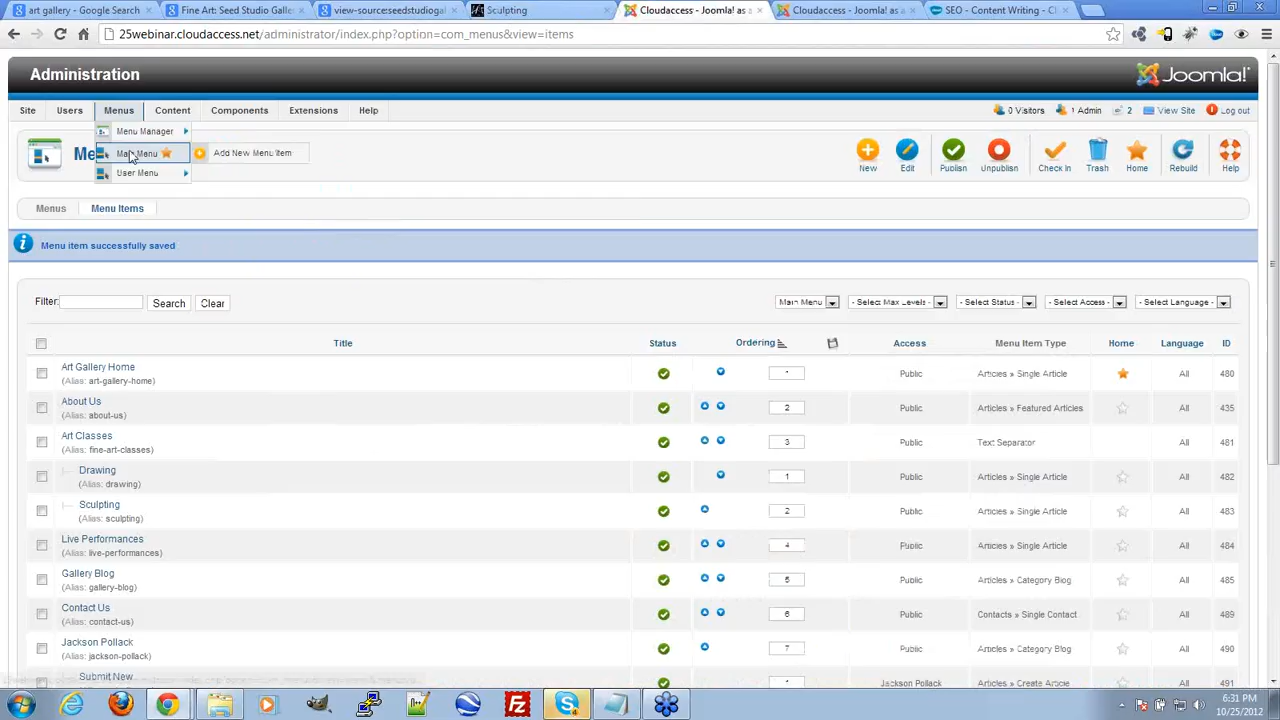 art gallery - Google Search
Fine Art: Seed Studio Galle
view-source:seedstudiogal
Sculpting
Cloudaccess - Joomla! as a
Cloudaccess - Joomla! as a
SEO - Content Writing - Cl
25webinar.cloudaccess.net/administrator/index.php?option=com_menus&view=items
Administration
Joomla!
Site Users Menus Content Components Extensions Help
0 Visitors 1 Admin 2 View Site Log out
Menu Manager
Main Menu
Add New Menu Item
User Menu
Me
New Edit Publish Unpublish Check In Trash Home Rebuild Help
Menus Menu Items
Menu item successfully saved
Filter: Search Clear
Main Menu - Select Max Levels - - Select Status - - Select Access - - Select Language -
Title Status Ordering Access Menu Item Type Home Language ID
Art Gallery Home
(Alias: art-gallery-home)
Public Articles » Single Article All 480
About Us
(Alias: about-us)
2 Public Articles » Featured Articles All 435
Art Classes
(Alias: fine-art-classes)
3 Public Text Separator All 481
Drawing
(Alias: drawing)
1 Public Articles » Single Article All 482
Sculpting
(Alias: sculpting)
2 Public Articles » Single Article All 483
Live Performances
(Alias: live-performances)
4 Public Articles » Single Article All 484
Gallery Blog
(Alias: gallery-blog)
5 Public Articles » Category Blog All 485
Contact Us
(Alias: contact-us)
6 Public Contacts » Single Contact All 489
Jackson Pollack
(Alias: jackson-pollack)
7 Public Articles » Category Blog All 490
Submit New
Jackson Pollack Articles » Create Article All 491
6:31 PM
10/25/2012